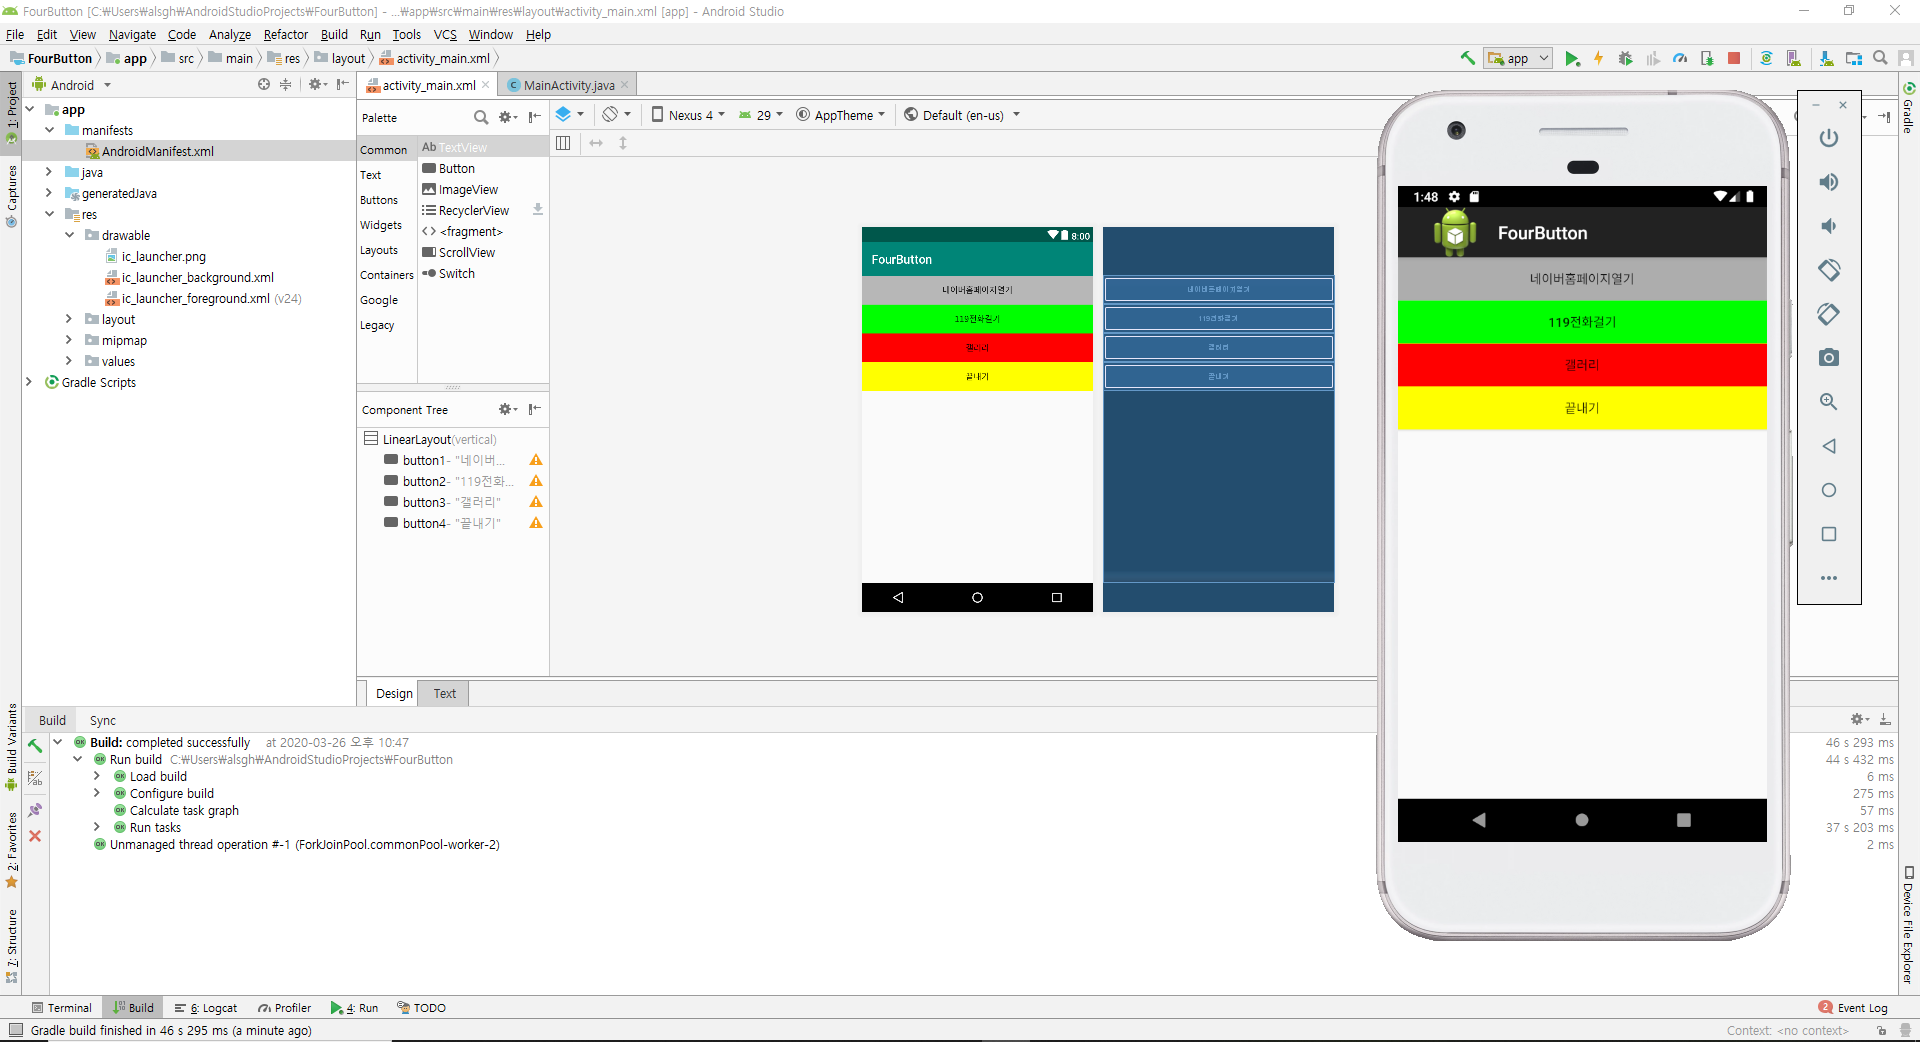 FourButton [C:₩Users₩alsgh₩AndroidStudioProjects₩FourButton] - ...₩app₩src₩main₩res₩layout₩activity_main.xml [app] - Android Studio
File Edit View Navigate Code Analyze Refactor Build Run Tools VCS Window Help
FourButton app src main res layout activity_main.xml
app
Android
activity_main.xml
MainActivity.java
1: Project
Captures
Build Variants
2: Favorites
7: Structure
app
manifests
AndroidManifest.xml
java
generatedJava
res
drawable
ic_launcher.png
ic_launcher_background.xml
ic_launcher_foreground.xml (v24)
layout
mipmap
values
Gradle Scripts
Palette
Common
Text
Buttons
Widgets
Layouts
Containers
Google
Legacy
Ab TextView
Button
ImageView
RecyclerView
<fragment>
ScrollView
Switch
Component Tree
LinearLayout(vertical)
button1- "네이버...
button2- "119전화...
button3- "갤러리"
button4- "끝내기"
Nexus 4 29 AppTheme Default (en-us)
8:00
FourButton
네이버홈페이지열기
119전화걸기
갤러리
끝내기
네이버홈페이지열기
119전화걸기
갤러리
끝내기
1:48
FourButton
네이버홈페이지열기
119전화걸기
갤러리
끝내기
Gradle
Device File Explorer
Design Text
Build Sync
Build: completed successfully at 2020-03-26 오후 10:47 46 s 293 ms
Run build C:₩Users₩alsgh₩AndroidStudioProjects₩FourButton 44 s 432 ms
Load build 6 ms
Configure build 275 ms
Calculate task graph 57 ms
Run tasks 37 s 203 ms
Unmanaged thread operation #-1 (ForkJoinPool.commonPool-worker-2) 2 ms
Terminal Build 6: Logcat Profiler 4: Run TODO
2 Event Log
Gradle build finished in 46 s 295 ms (a minute ago)
Context: <no context>